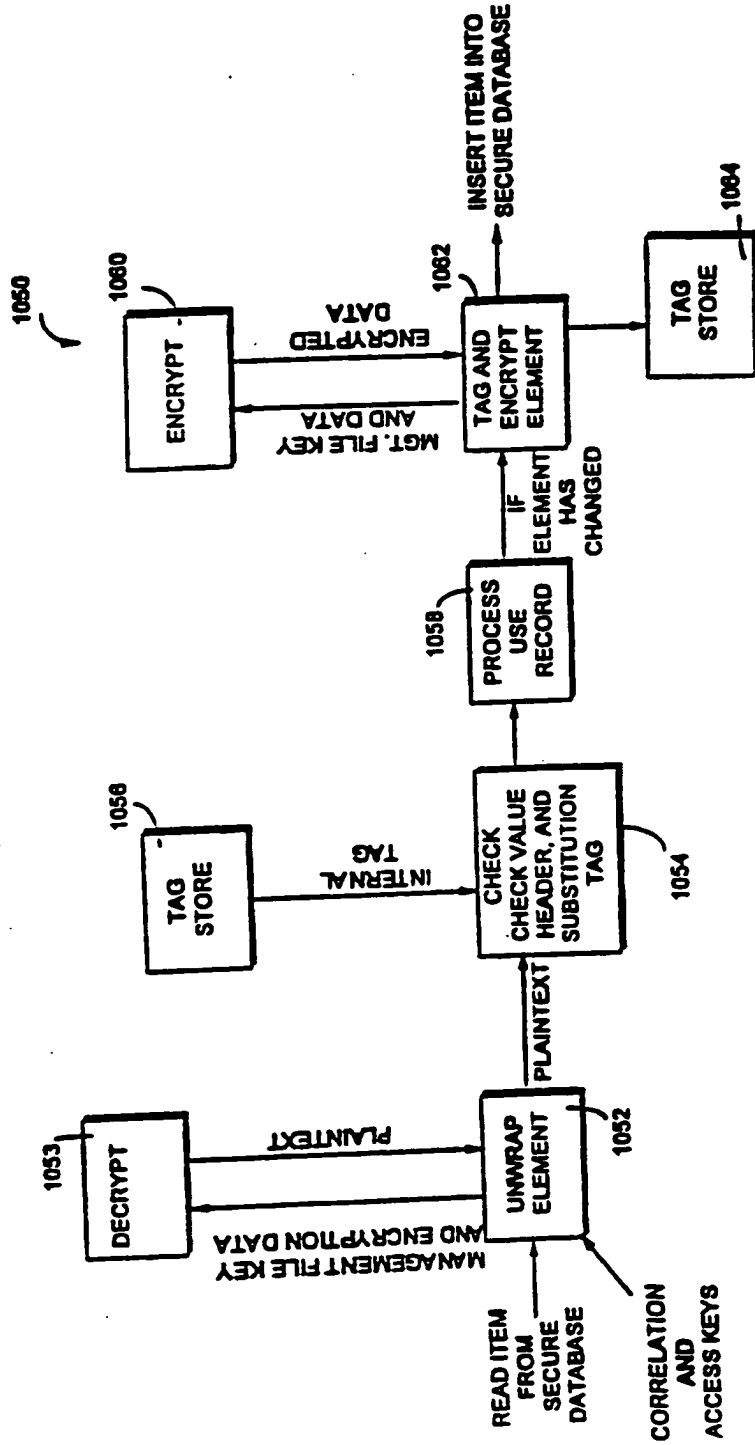 1050
1053
DECRYPT
MANAGEMENT FILE KEY
AND ENCRYPTION DATA
PLAINTEXT
READ ITEM
FROM
SECURE
DATABASE
UNWRAP
ELEMENT
1052
CORRELATION
AND
ACCESS KEYS
PLAINTEXT
1056
TAG
STORE
INTERNAL
TAG
CHECK
CHECK VALUE
HEADER, AND
SUBSTITUTION
TAG
1054
1058
PROCESS
USE
RECORD
IF
ELEMENT
HAS
CHANGED
1060
ENCRYPT
MGT. FILE KEY
AND DATA
ENCRYPTED
DATA
1062
TAG AND
ENCRYPT
ELEMENT
INSERT ITEM INTO
SECURE DATABASE
TAG
STORE
1064